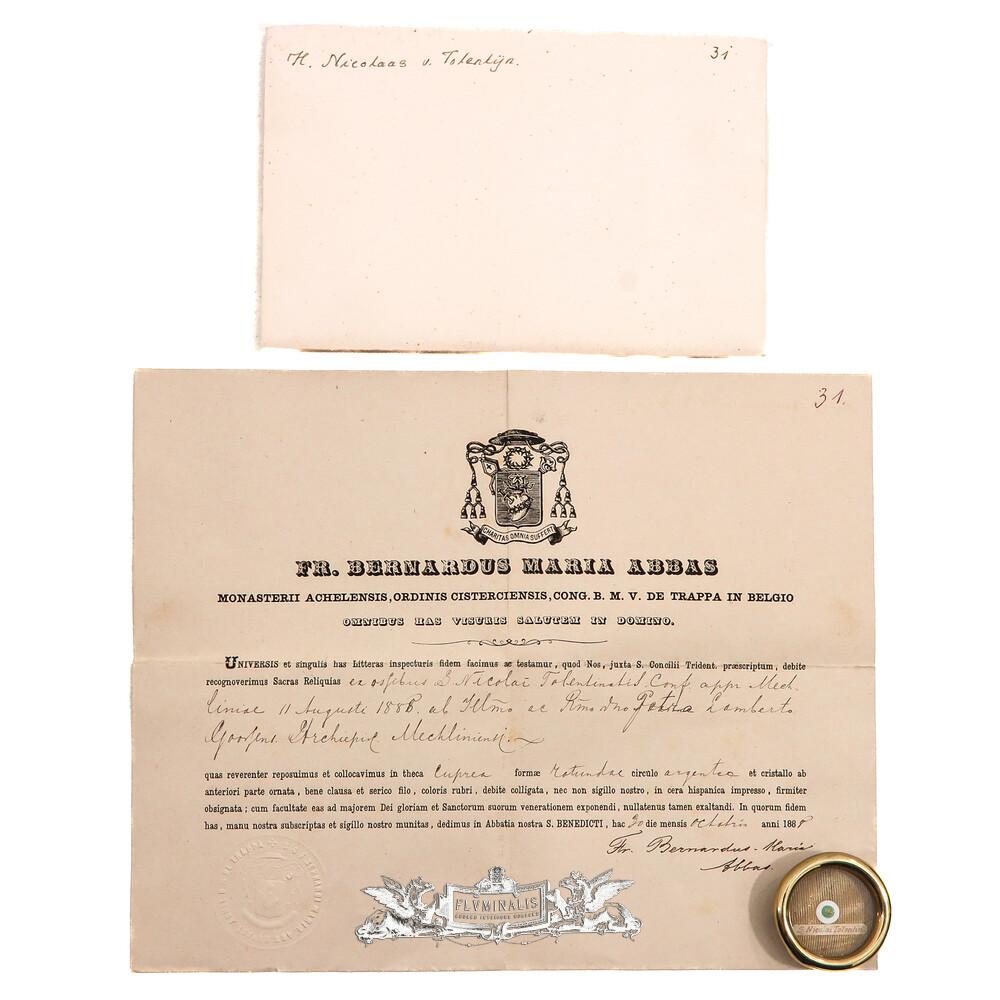 H. Nicolaas v. Tolentijn.
31
31.
CHARITAS OMNIA SUFFERT
FR. BERNARDUS MARIA ABBAS
MONASTERII ACHELENSIS, ORDINIS CISTERCIENSIS, CONG. B. M. V. DE TRAPPA IN BELGIO
OMNIBUS HAS VISURIS SALUTEM IN DOMINO.
UNIVERSIS et singulis has Litteras inspecturis fidem facimus ac testamur, quod Nos, juxta S. Concilii Trident. præscriptum, debite
recognoverimus Sacras Reliquias ex ossibus S. Nicolai Tolentinatis Conf. appr Mech-
liniae 11 Augusti 1886. ab Illmo ac Rmo dno Petro Lamberto
Goossens Archiepisc Mechliniensi.
quas reverenter reposuimus et collocavimus in theca Cuprea formæ rotundae circulo argenteo et cristallo ab
anteriori parte ornata, bene clausa et serico filo, coloris rubri, debite colligata, nec non sigillo nostro, in cera hispanica impresso, firmiter
obsignata; cum facultate eas ad majorem Dei gloriam et Sanctorum suorum venerationem exponendi, nullatenus tamen exaltandi. In quorum fidem
has, manu nostra subscriptas et sigillo nostro munitas, dedimus in Abbatia nostra S. BENEDICTI, hac 30 die mensis Octobris anni 1888
Fr. Bernardus-Maria
Abbas.
FLVMINALIS
S. Nicolai Tolentin